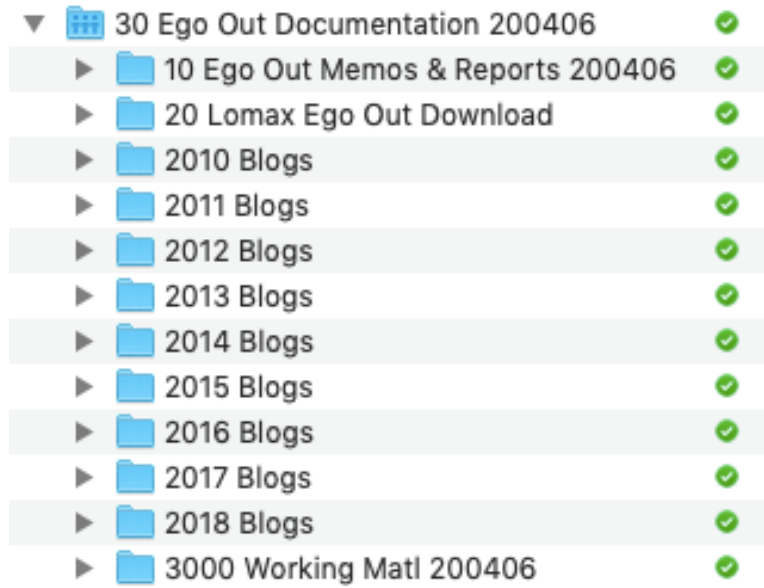 30 Ego Out Documentation 200406
10 Ego Out Memos & Reports 200406
20 Lomax Ego Out Download
2010 Blogs
2011 Blogs
2012 Blogs
2013 Blogs
2014 Blogs
2015 Blogs
2016 Blogs
2017 Blogs
2018 Blogs
3000 Working Matl 200406